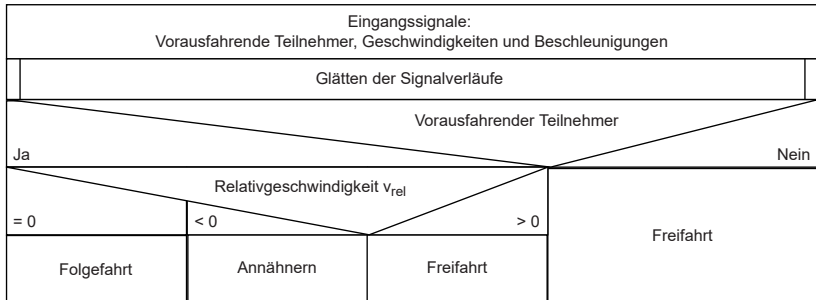 Eingangssignale:
Vorausfahrende Teilnehmer, Geschwindigkeiten und Beschleunigungen
Glätten der Signalverläufe
Vorausfahrender Teilnehmer
Ja
Nein
Relativgeschwindigkeit vrel
= 0
< 0
> 0
Freifahrt
Folgefahrt
Annähnern
Freifahrt